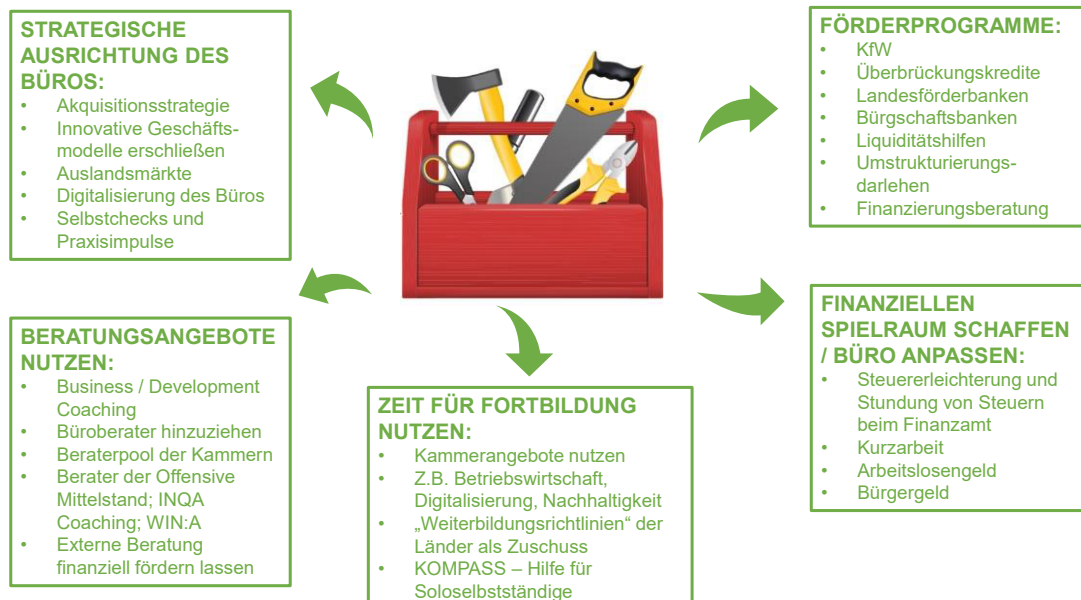 STRATEGISCHE
AUSRICHTUNG DES
BÜROS:
• Akquisitionsstrategie
• Innovative Geschäfts-
modelle erschließen
• Auslandsmärkte
• Digitalisierung des Büros
• Selbstchecks und
Praxisimpulse
FÖRDERPROGRAMME:
• KfW
• Überbrückungskredite
• Landesförderbanken
• Bürgschaftsbanken
• Liquiditätshilfen
• Umstrukturierungs-
darlehen
• Finanzierungsberatung
BERATUNGSANGEBOTE
NUTZEN:
• Business / Development
Coaching
• Büroberater hinzuziehen
• Beraterpool der Kammern
• Berater der Offensive
Mittelstand; INQA
Coaching; WIN:A
• Externe Beratung
finanziell fördern lassen
ZEIT FÜR FORTBILDUNG
NUTZEN:
• Kammerangebote nutzen
• Z.B. Betriebswirtschaft,
Digitalisierung, Nachhaltigkeit
• „Weiterbildungsrichtlinien“ der
Länder als Zuschuss
• KOMPASS – Hilfe für
Soloselbstständige
FINANZIELLEN
SPIELRAUM SCHAFFEN
/ BÜRO ANPASSEN:
• Steuererleichterung und
Stundung von Steuern
beim Finanzamt
• Kurzarbeit
• Arbeitslosengeld
• Bürgergeld